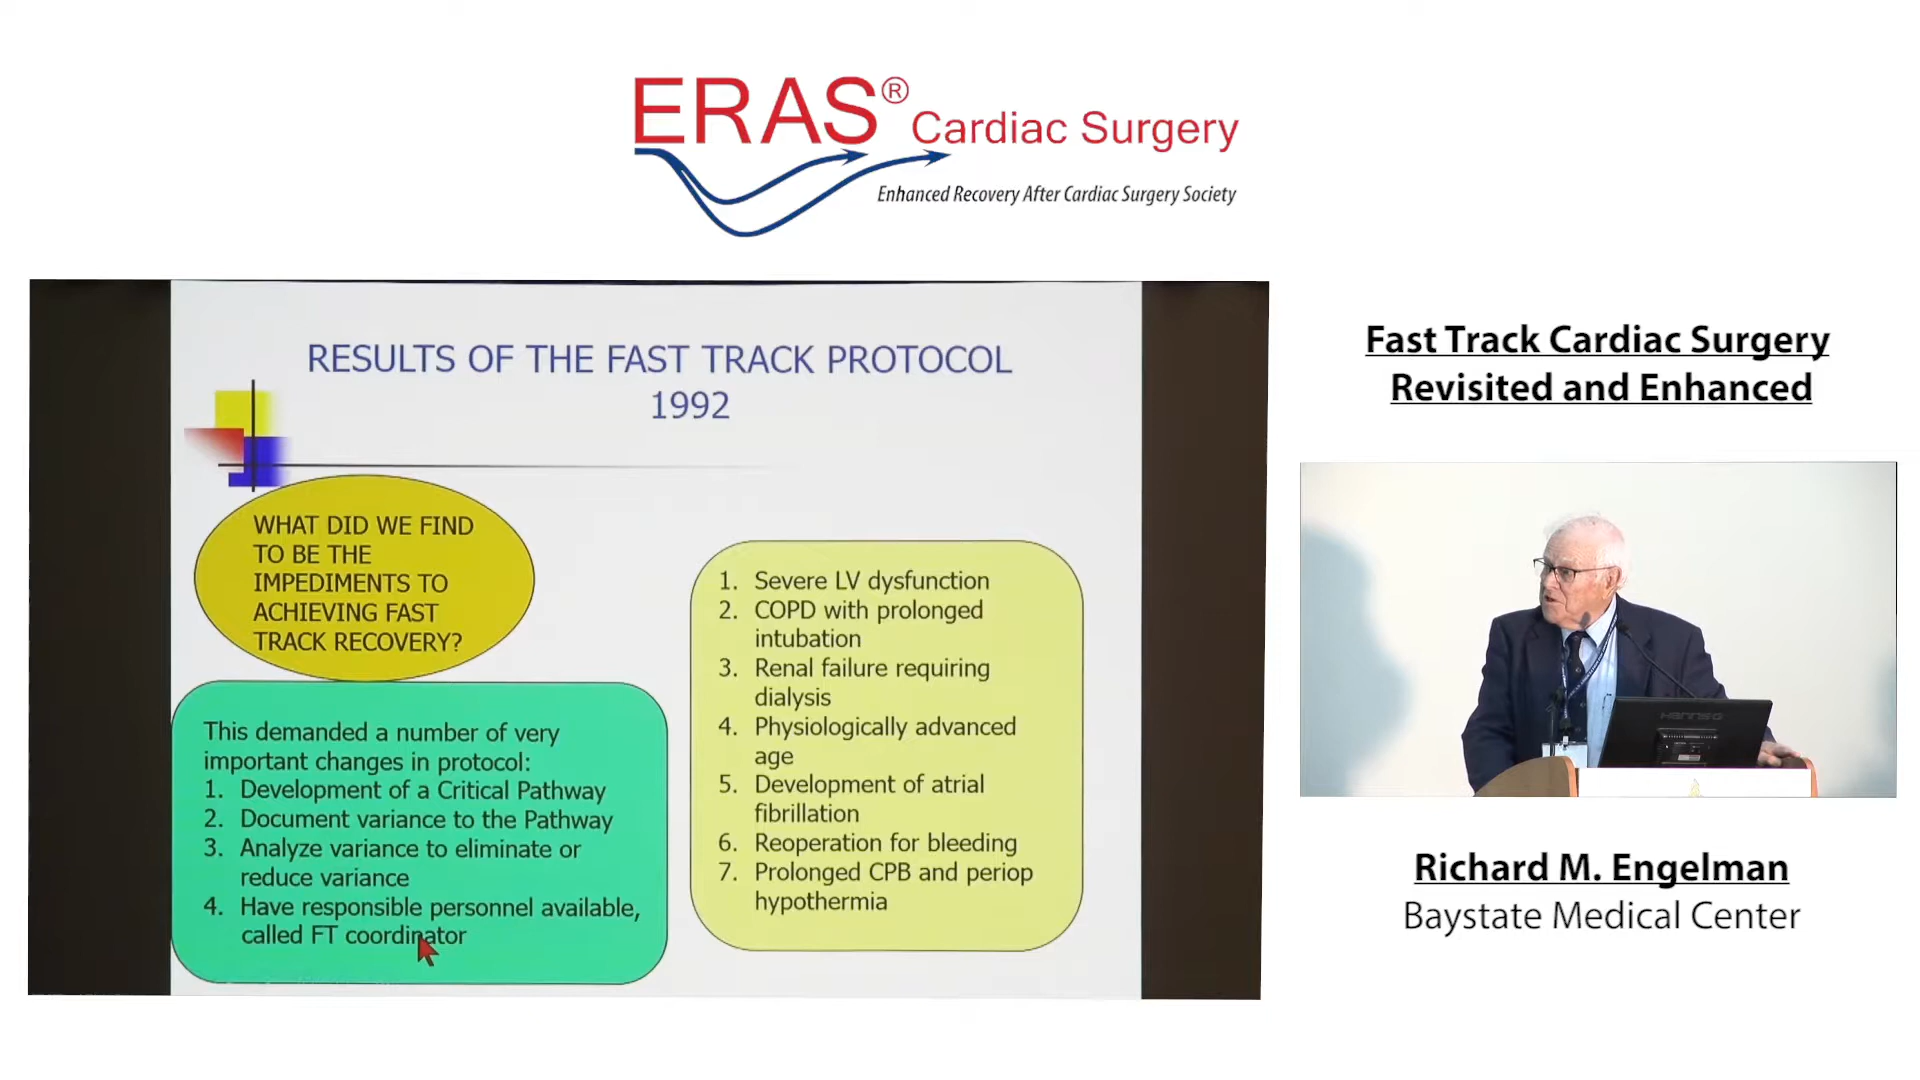 ERAS® Cardiac Surgery
Enhanced Recovery After Cardiac Surgery Society
RESULTS OF THE FAST TRACK PROTOCOL
1992
WHAT DID WE FIND
TO BE THE
IMPEDIMENTS TO
ACHIEVING FAST
TRACK RECOVERY?
This demanded a number of very
important changes in protocol:
1. Development of a Critical Pathway
2. Document variance to the Pathway
3. Analyze variance to eliminate or
reduce variance
4. Have responsible personnel available,
called FT coordinator
1. Severe LV dysfunction
2. COPD with prolonged
intubation
3. Renal failure requiring
dialysis
4. Physiologically advanced
age
5. Development of atrial
fibrillation
6. Reoperation for bleeding
7. Prolonged CPB and periop
hypothermia
Fast Track Cardiac Surgery
Revisited and Enhanced
HANNS.G
Richard M. Engelman
Baystate Medical Center